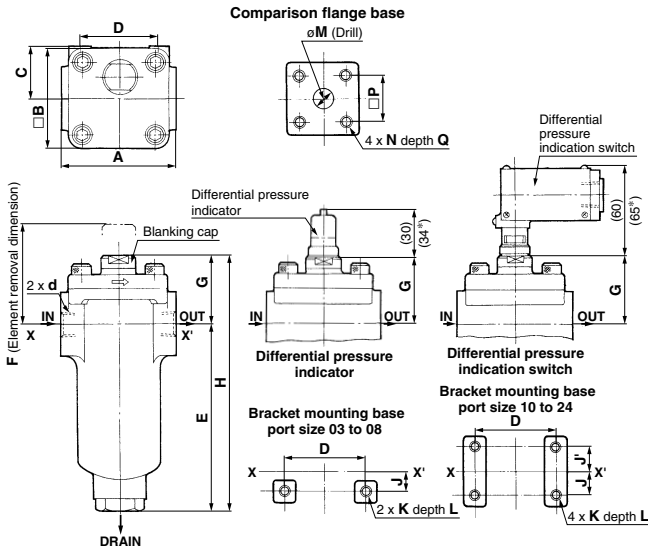 Comparison flange base
D
øM (Drill)
C
□B
A
□P
4 x N depth Q
Differential
pressure
indication switch
Differential pressure
indicator
Blanking cap
F (Element removal dimension)
2 x d
G
IN
OUT
X
X'
E
H
DRAIN
(30)
(34*)
G
IN
OUT
Differential pressure
indicator
(60)
(65*)
G
IN
OUT
Differential pressure
indication switch
Bracket mounting base
port size 03 to 08
D
X
X'
J
2 x K depth L
Bracket mounting base
port size 10 to 24
D
J'
X
X'
J
4 x K depth L